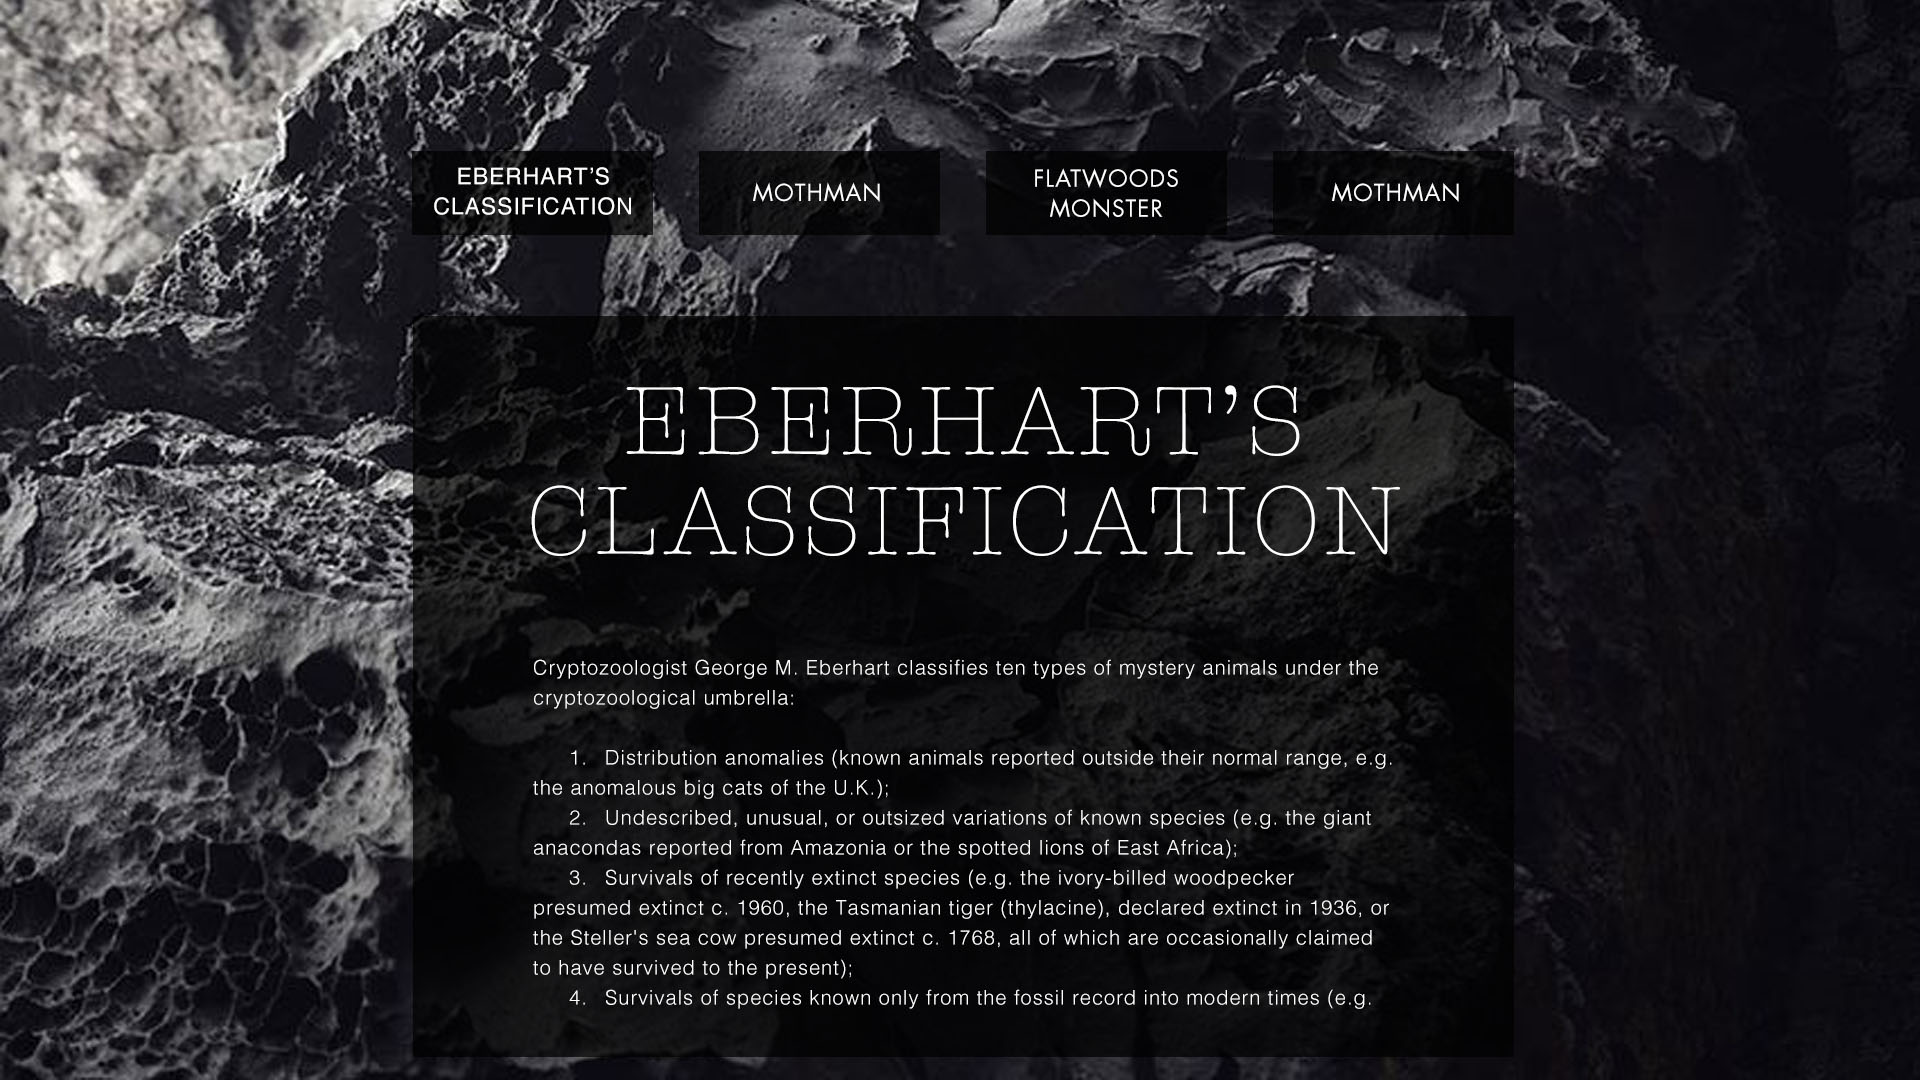 EBERHART’S
CLASSIFICATION
MOTHMAN
FLATWOODS
MONSTER
MOTHMAN
EBERHART’S
CLASSIFICATION
Cryptozoologist George M. Eberhart classifies ten types of mystery animals under the
cryptozoological umbrella:
1. Distribution anomalies (known animals reported outside their normal range, e.g.
the anomalous big cats of the U.K.);
2. Undescribed, unusual, or outsized variations of known species (e.g. the giant
anacondas reported from Amazonia or the spotted lions of East Africa);
3. Survivals of recently extinct species (e.g. the ivory-billed woodpecker
presumed extinct c. 1960, the Tasmanian tiger (thylacine), declared extinct in 1936, or
the Steller's sea cow presumed extinct c. 1768, all of which are occasionally claimed
to have survived to the present);
4. Survivals of species known only from the fossil record into modern times (e.g.